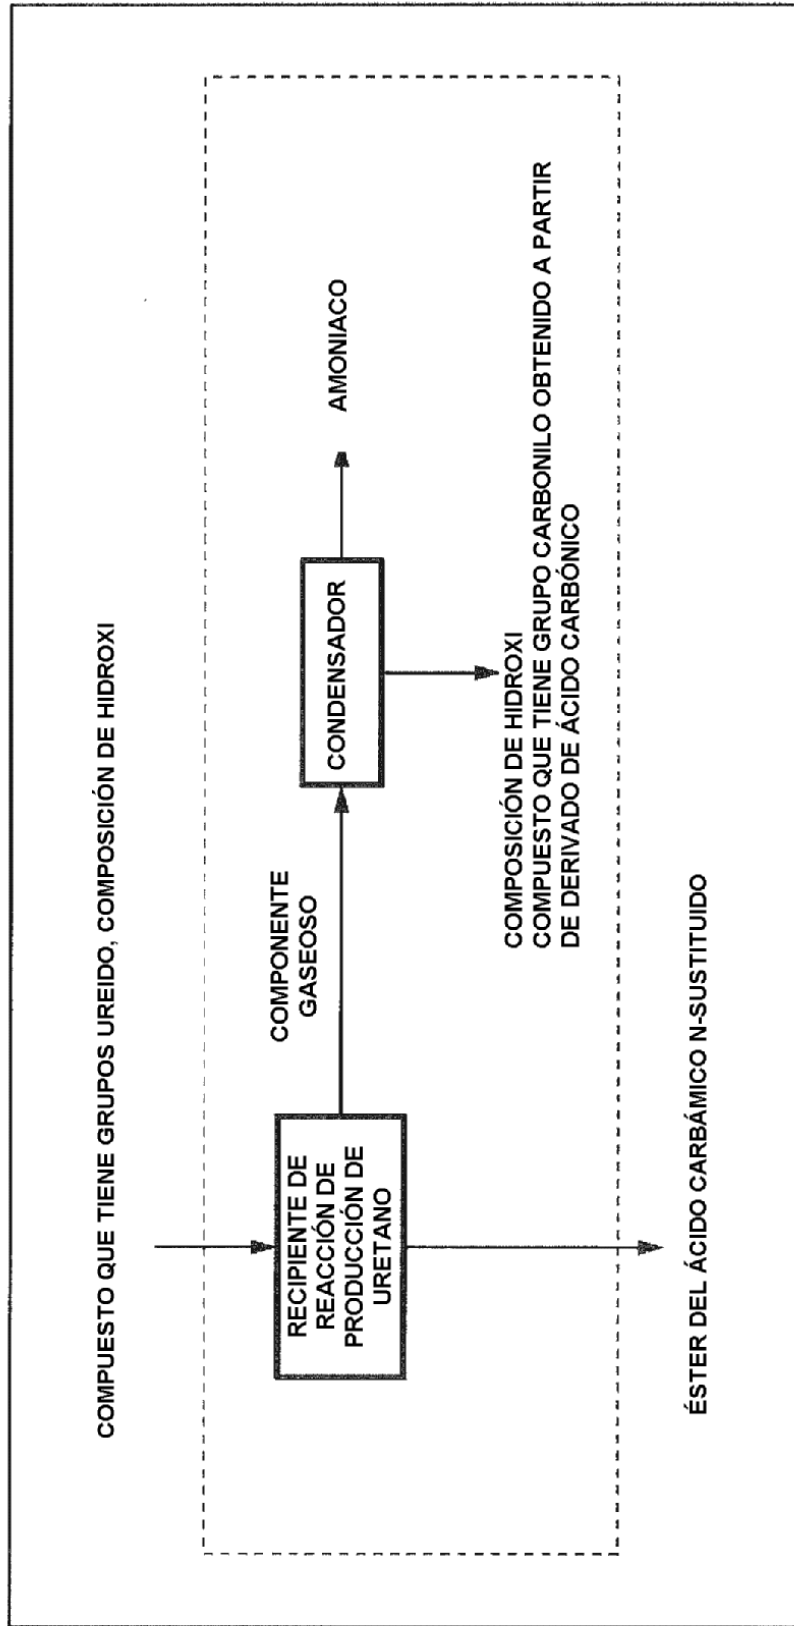 COMPUESTO QUE TIENE GRUPOS UREIDO, COMPOSICIÓN DE HIDROXI
RECIPIENTE DE
REACCIÓN DE
PRODUCCIÓN DE
URETANO
COMPONENTE
GASEOSO
CONDENSADOR
AMONIACO
COMPOSICIÓN DE HIDROXI
COMPUESTO QUE TIENE GRUPO CARBONILO OBTENIDO A PARTIR
DE DERIVADO DE ÁCIDO CARBÓNICO
ÉSTER DEL ÁCIDO CARBÁMICO N-SUSTITUIDO